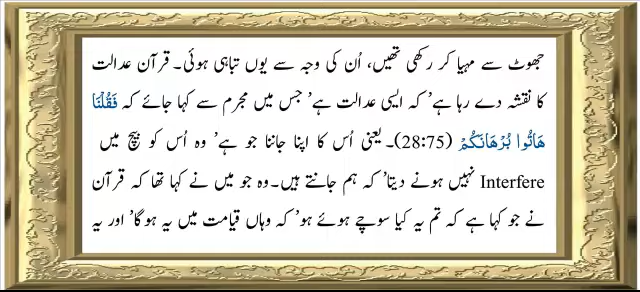 جھوٹ سے مہیا کر رکھی تھیں، اُن کی وجہ سے یوں تباہی ہوئی۔ قرآن عدالت
کا نقشہ دے رہا ہے’ کہ ایسی عدالت ہے’ جس میں مجرم سے کہا جائے کہ فَقُلْنَا
هَاتُوا بُرْهَانَكُمْ (28:75)۔ یعنی اُس کا اپنا جاننا جو ہے’ وہ اُس کو بیچ میں
Interfere نہیں ہونے دیتا’ کہ ہم جانتے ہیں۔ وہ جو میں نے کہا تھا کہ قرآن
نے جو کہا ہے کہ تم یہ کیا سوچے ہوئے ہو’ کہ وہاں قیامت میں یہ ہوگا’ اور یہ